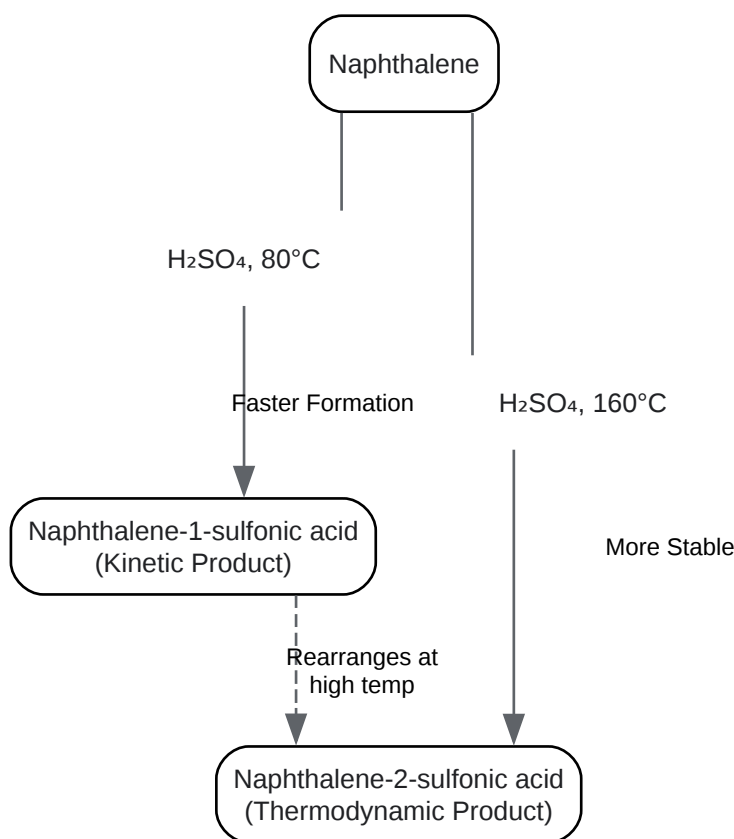 Naphthalene
H₂SO₄, 80°C
Faster Formation
H₂SO₄, 160°C
Naphthalene-1-sulfonic acid
(Kinetic Product)
More Stable
Rearranges at
high temp
Naphthalene-2-sulfonic acid
(Thermodynamic Product)